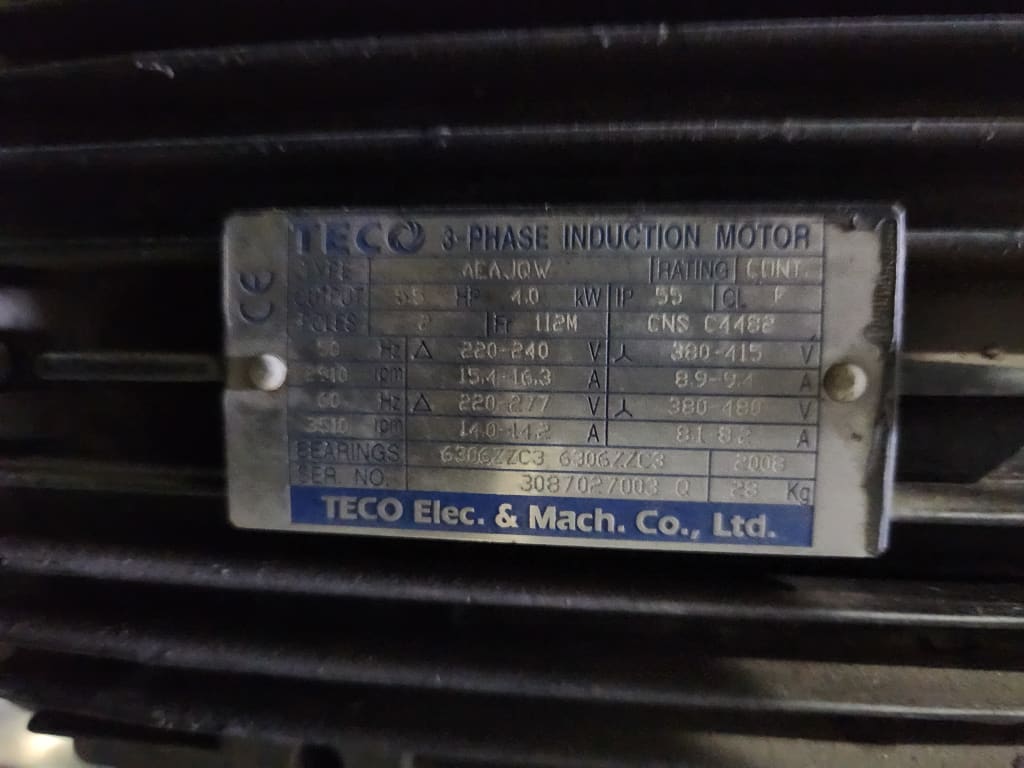 TECO 3-PHASE INDUCTION MOTOR
TYPE AEAJQW RATING CONT.
OUTPUT 5.5 HP 4.0 kW IP 55 CL F
POLES 2 Fr 112M CNS C4482
50 Hz △ 220-240 V 人 380-415 V
rpm 15.4-16.3 A 8.9-9.4 A
60 Hz △ 220-277 V 人 380-480 V
3510 rpm 14.0-14.2 A 8.1-8.2 A
BEARINGS 6306ZZC3 6306ZZC3 2008
SER. NO. Q Kg
TECO Elec. & Mach. Co., Ltd.
CE